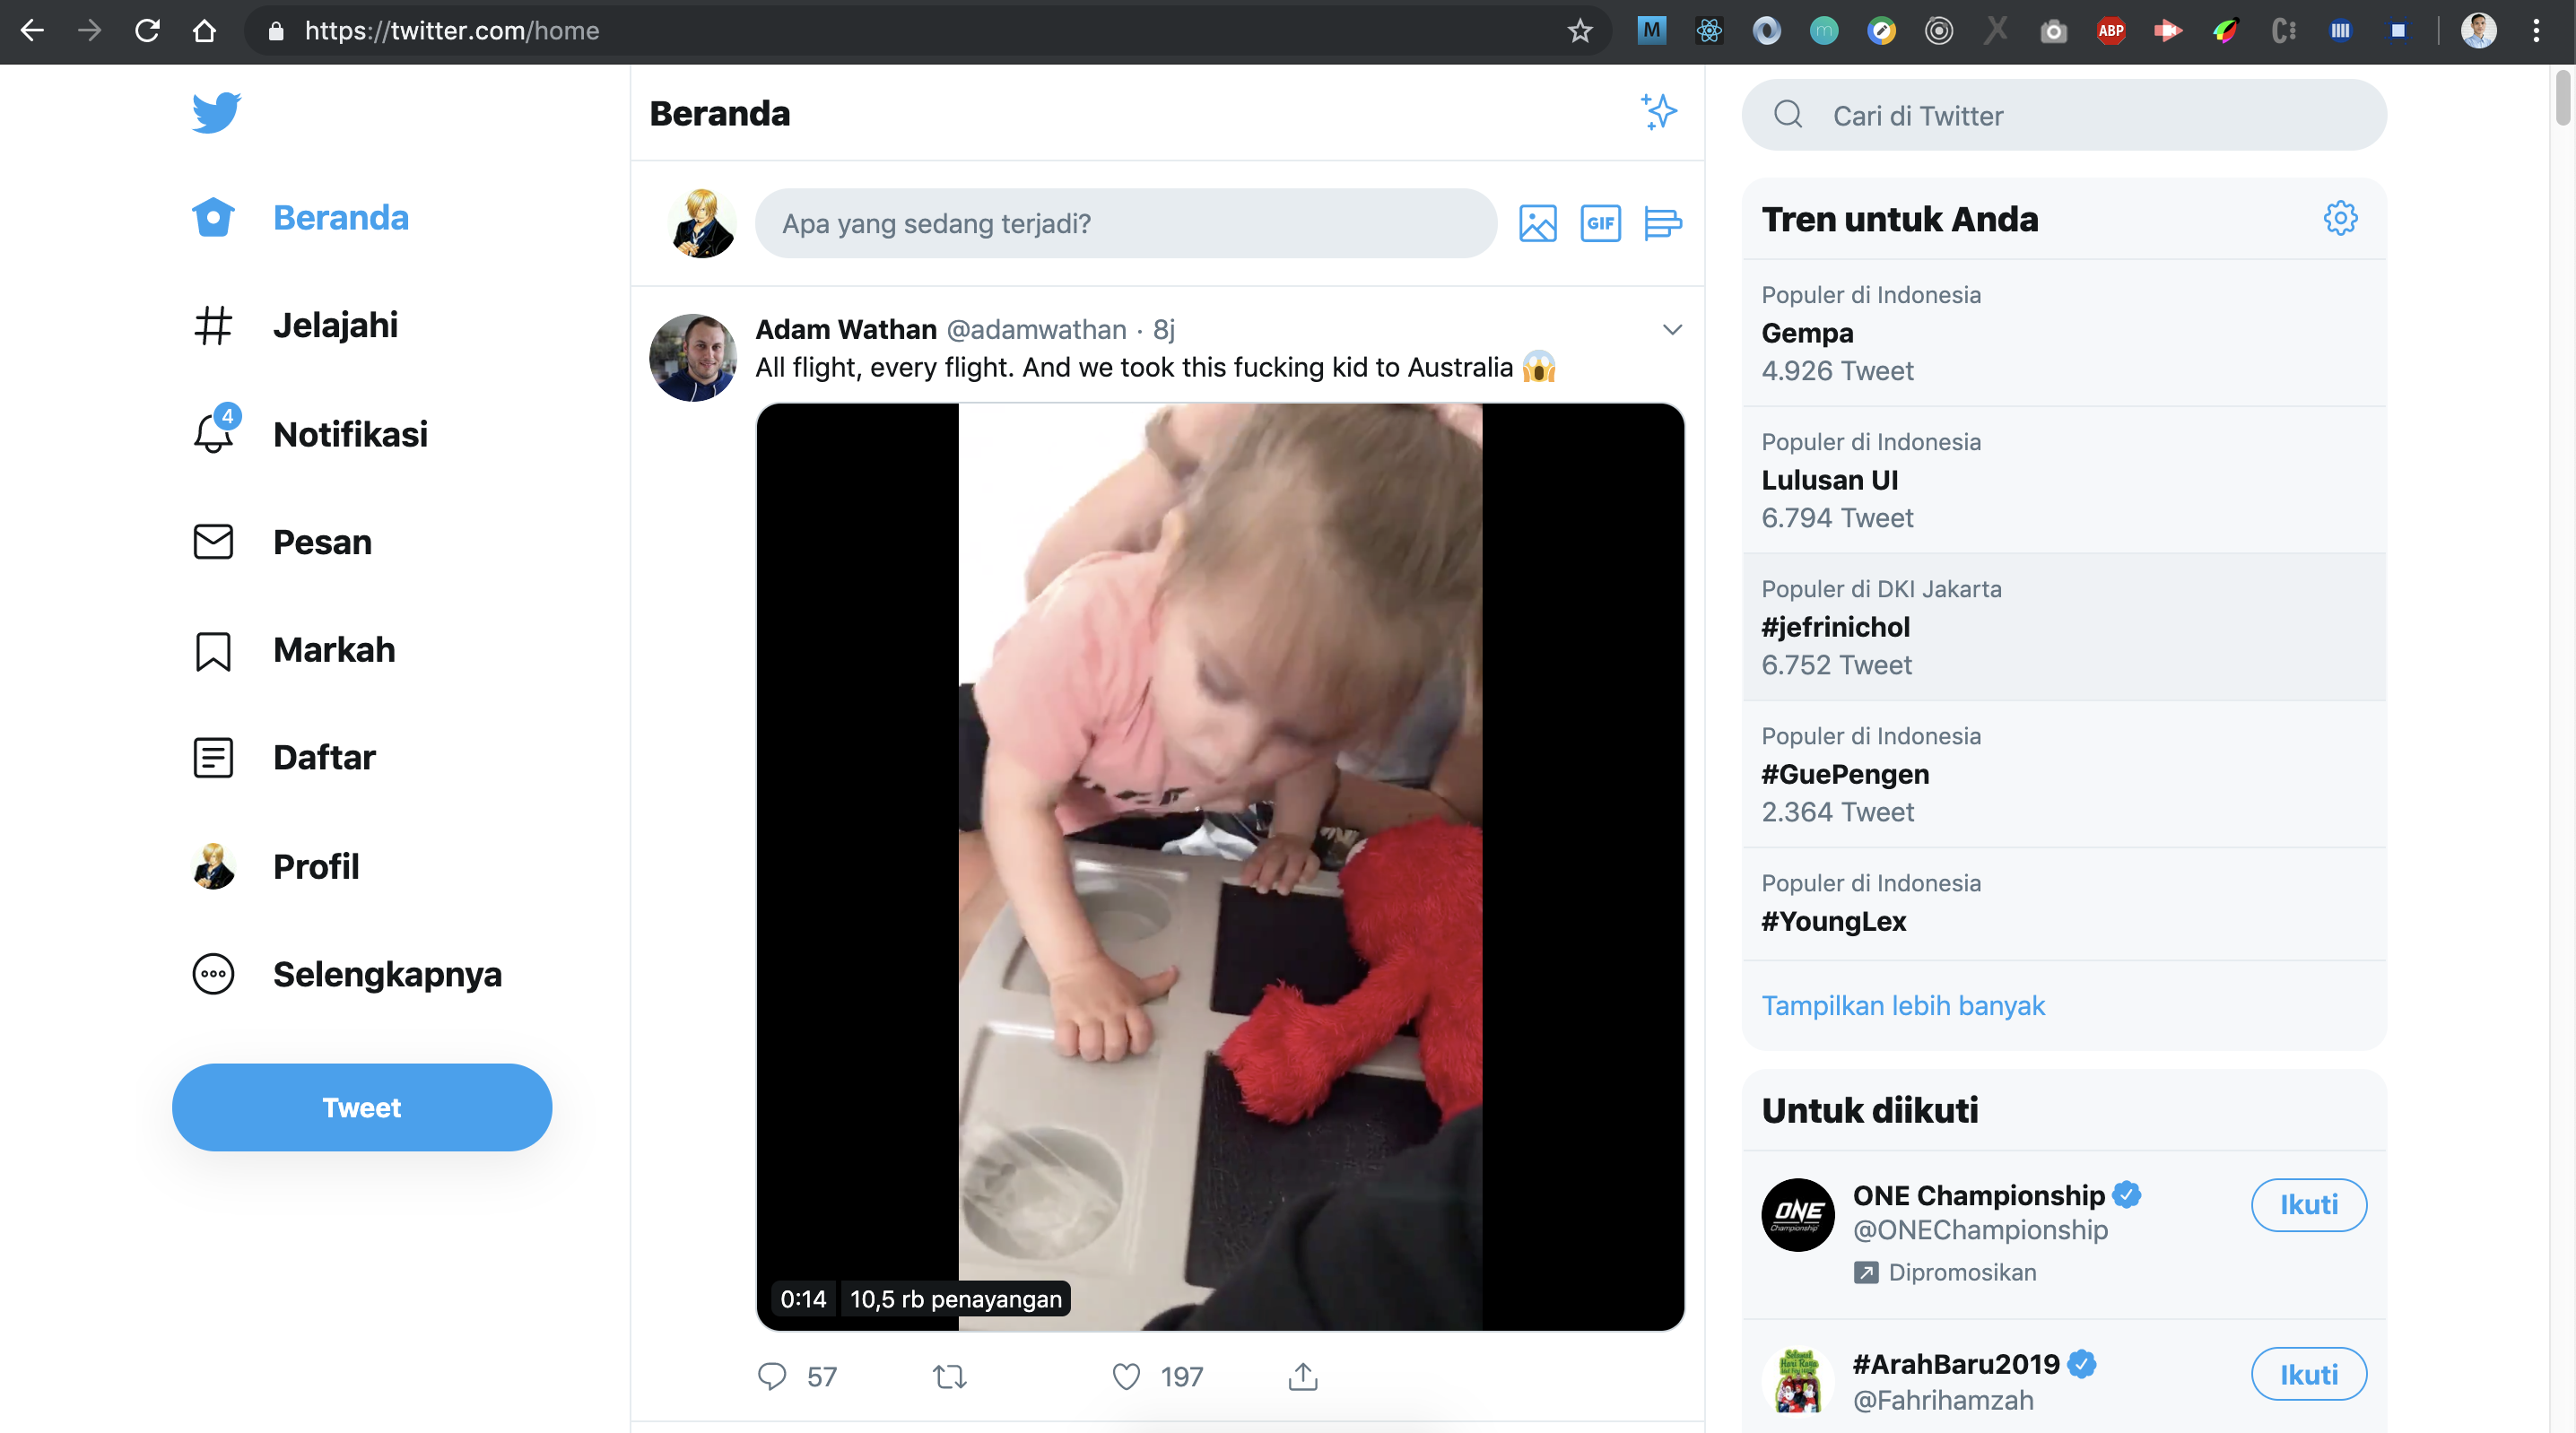 https://twitter.com/home
M
m
ABP
Beranda
Jelajahi
4
Notifikasi
Pesan
Markah
Daftar
Profil
Selengkapnya
Tweet
Beranda
Apa yang sedang terjadi?
GIF
Adam Wathan @adamwathan · 8j
All flight, every flight. And we took this fucking kid to Australia 😱
0:14 10,5 rb penayangan
57
197
Cari di Twitter
Tren untuk Anda
Populer di Indonesia
Gempa
4.926 Tweet
Populer di Indonesia
Lulusan UI
6.794 Tweet
Populer di DKI Jakarta
#jefrinichol
6.752 Tweet
Populer di Indonesia
#GuePengen
2.364 Tweet
Populer di Indonesia
#YoungLex
Tampilkan lebih banyak
Untuk diikuti
ONE
Championship
ONE Championship
@ONEChampionship
Dipromosikan
Ikuti
Selamat
Hari Raya
#ArahBaru2019
@Fahrihamzah
Ikuti